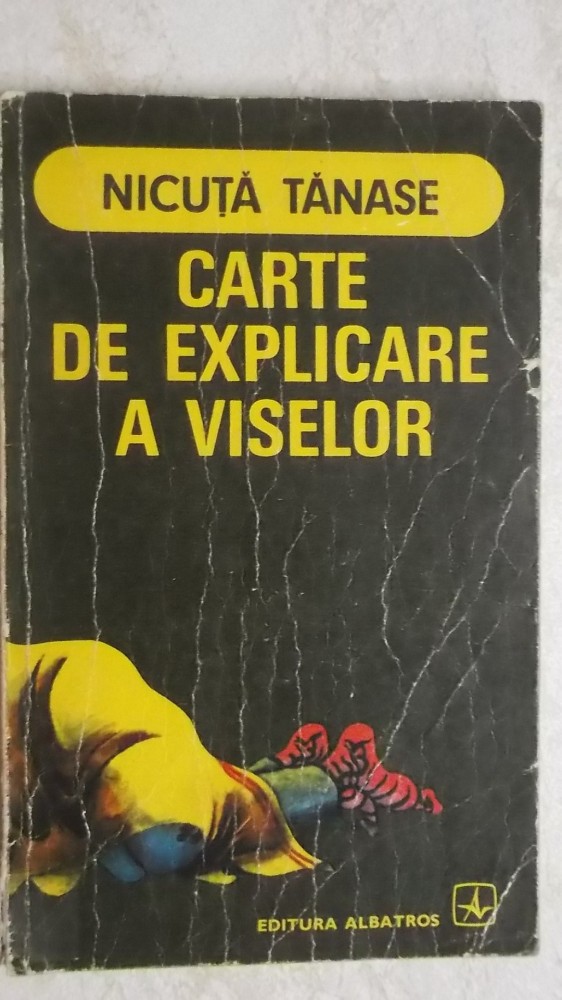 NICUȚĂ TĂNASE
CARTE
DE EXPLICARE
A VISELOR
EDITURA ALBATROS